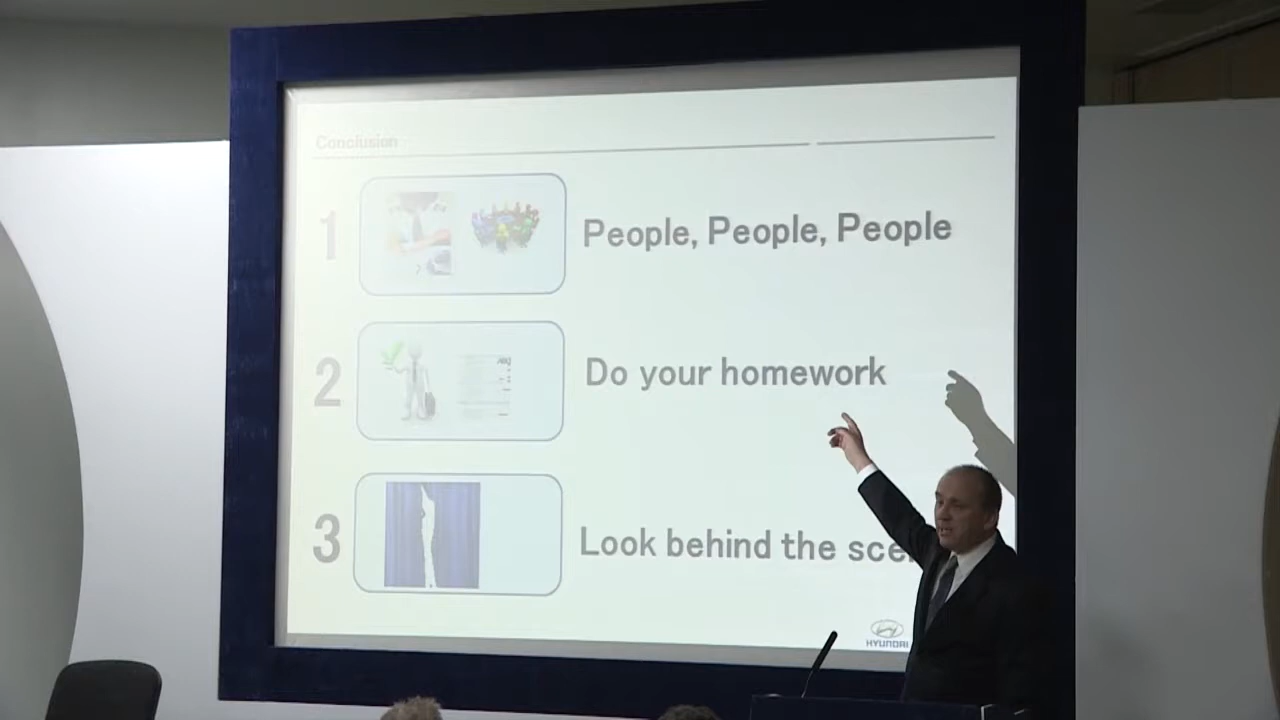 Conclusion
1 People, People, People
2 Do your homework
3 Look behind the sce
HYUNDAI